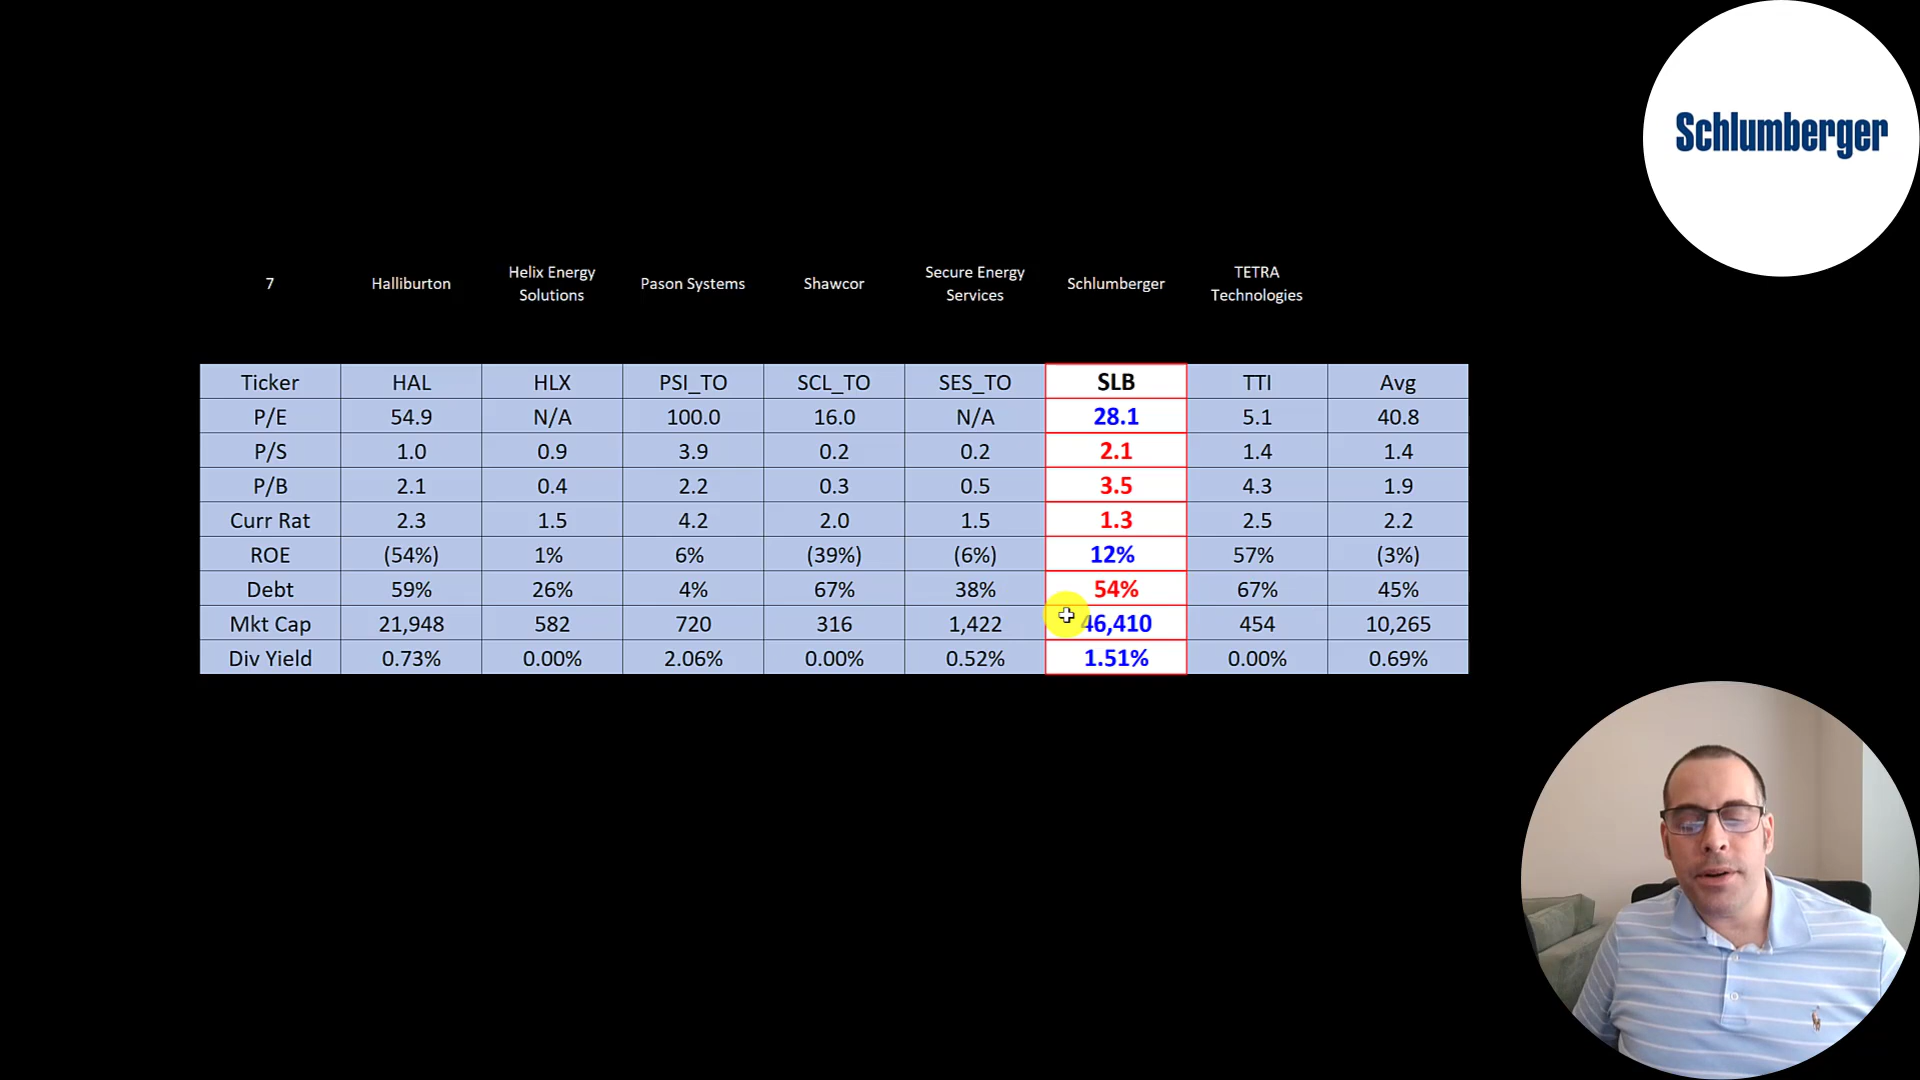 Schlumberger
7 Halliburton Helix Energy Solutions Pason Systems Shawcor Secure Energy Services Schlumberger TETRA Technologies
Ticker HAL HLX PSI_TO SCL_TO SES_TO SLB TTI Avg
P/E 54.9 N/A 100.0 16.0 N/A 28.1 5.1 40.8
P/S 1.0 0.9 3.9 0.2 0.2 2.1 1.4 1.4
P/B 2.1 0.4 2.2 0.3 0.5 3.5 4.3 1.9
Curr Rat 2.3 1.5 4.2 2.0 1.5 1.3 2.5 2.2
ROE (54%) 1% 6% (39%) (6%) 12% 57% (3%)
Debt 59% 26% 4% 67% 38% 54% 67% 45%
Mkt Cap 21,948 582 720 316 1,422 46,410 454 10,265
Div Yield 0.73% 0.00% 2.06% 0.00% 0.52% 1.51% 0.00% 0.69%